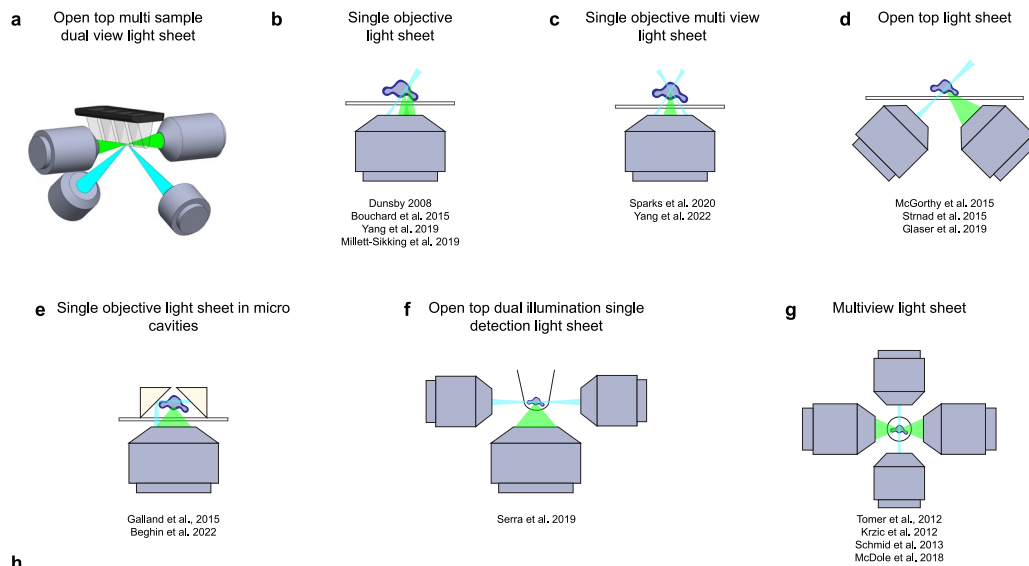 a
Open top multi sample
dual view light sheet
b
Single objective
light sheet
Dunsby 2008
Bouchard et al. 2015
Yang et al. 2019
Millett-Sikking et al. 2019
c
Single objective multi view
light sheet
Sparks et al. 2020
Yang et al. 2022
d
Open top light sheet
McGorthy et al. 2015
Strnad et al. 2015
Glaser et al. 2019
e
Single objective light sheet in micro
cavities
Galland et al., 2015
Beghin et al. 2022
f
Open top dual illumination single
detection light sheet
Serra et al. 2019
g
Multiview light sheet
Tomer et al., 2012
Krzic et al. 2012
Schmid et al. 2013
McDole et al. 2018
h